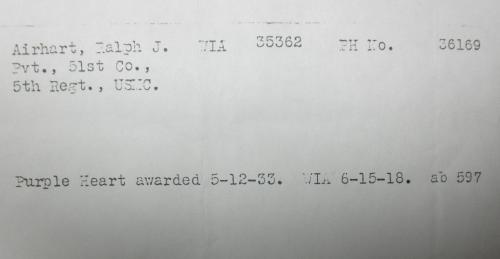 Airhart, Ralph J. WIA 35362 PH No. 36169
Pvt., 51st Co.,
5th Regt., USMC.
Purple Heart awarded 5-12-33. WIA 6-15-18. ab 597